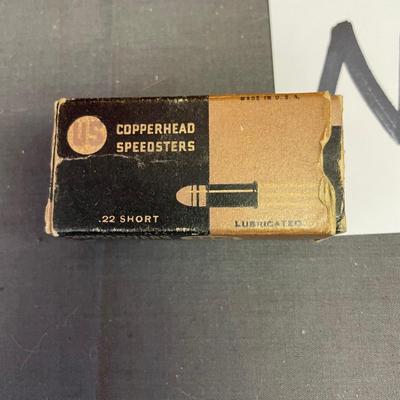 MADE IN U.S.A.
US
COPPERHEAD
SPEEDSTERS
.22 SHORT
LUBRICATED